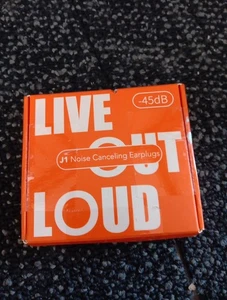 -45dB
LIVE
J1 Noise Canceling Earplugs
OUT
LOUD